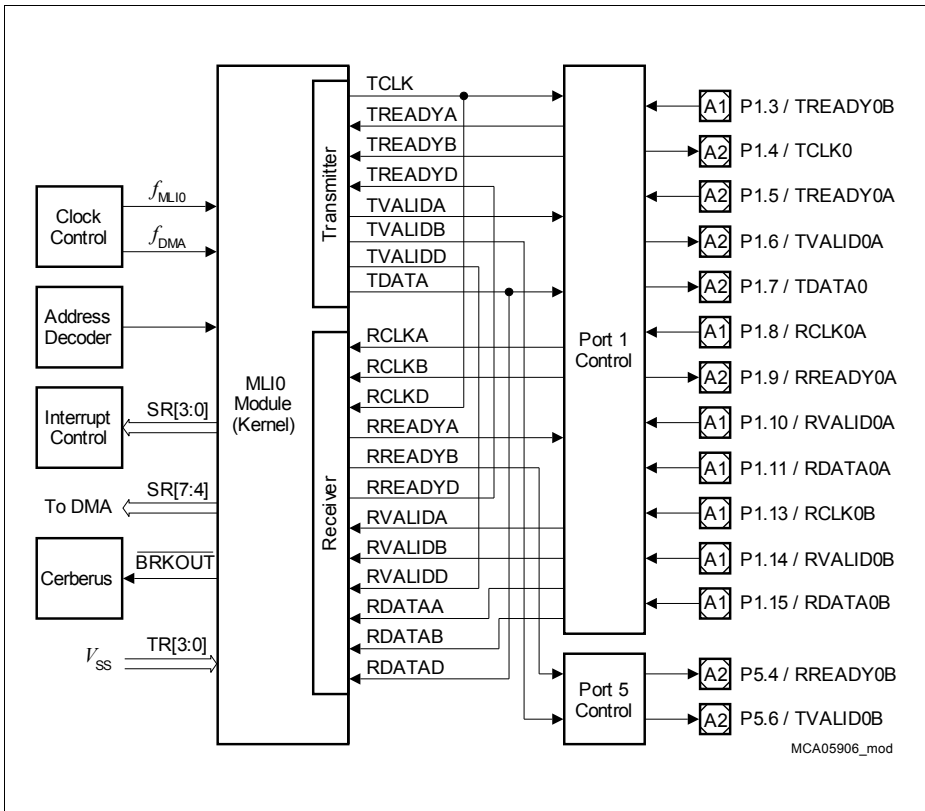 Clock
Control
fMLI0
fDMA
Address
Decoder
Interrupt
Control
SR[3:0]
To DMA
SR[7:4]
Cerberus
BRKOUT
VSS
TR[3:0]
MLI0
Module
(Kernel)
Transmitter
Receiver
TCLK
TREADYA
TREADYB
TREADYD
TVALIDA
TVALIDB
TVALIDD
TDATA
RCLKA
RCLKB
RCLKD
RREADYA
RREADYB
RREADYD
RVALIDA
RVALIDB
RVALIDD
RDATAA
RDATAB
RDATAD
Port 1
Control
Port 5
Control
A1 P1.3 / TREADY0B
A2 P1.4 / TCLK0
A2 P1.5 / TREADY0A
A2 P1.6 / TVALID0A
A2 P1.7 / TDATA0
A1 P1.8 / RCLK0A
A2 P1.9 / RREADY0A
A1 P1.10 / RVALID0A
A1 P1.11 / RDATA0A
A1 P1.13 / RCLK0B
A1 P1.14 / RVALID0B
A1 P1.15 / RDATA0B
A2 P5.4 / RREADY0B
A2 P5.6 / TVALID0B
MCA05906_mod